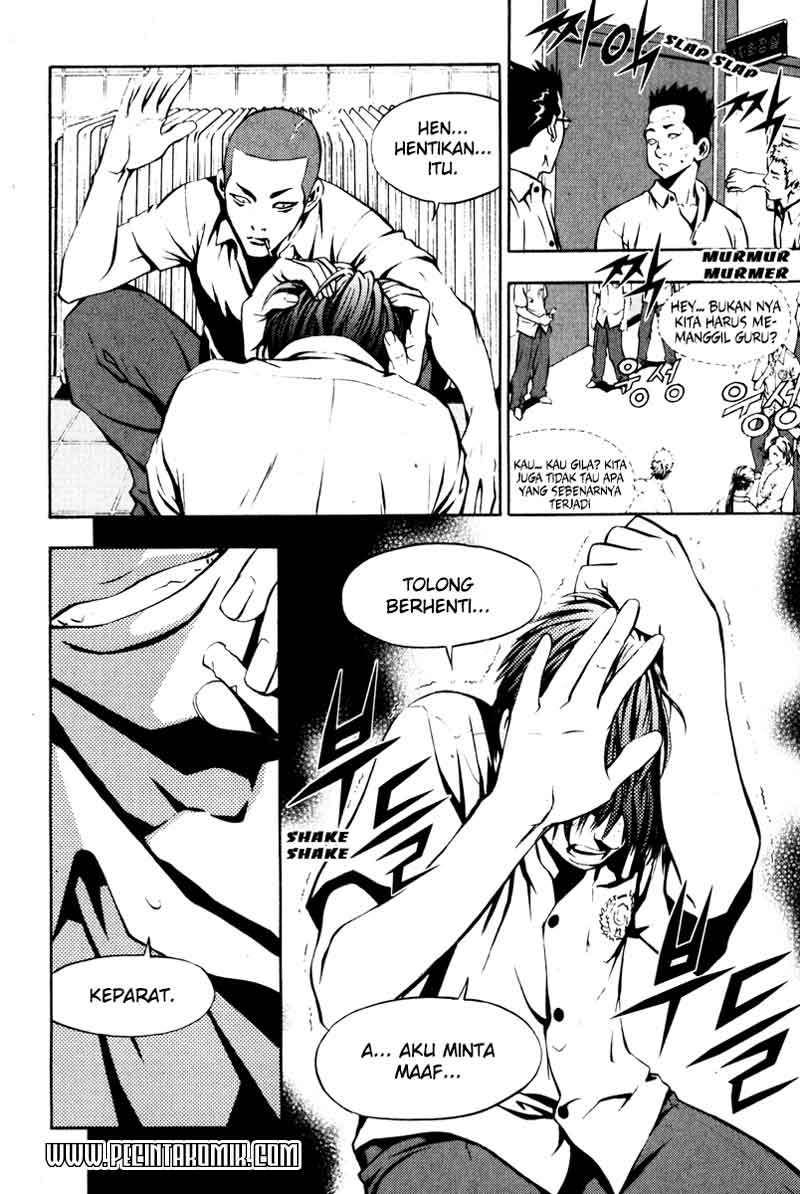 짜악
짝
SLAP SLAP
HEN...
HENTIKAN...
ITU.
MURMUR
MURMER
짝
HEY... BUKAN NYA
KITA HARUS ME-
MANGGIL GURU?
웅성
웅성
KAU... KAU GILA? KITA
JUGA TIDAK TAU APA
YANG SEBENARNYA
TERJADI
TOLONG
BERHENTI...
부들
SHAKE
SHAKE
부들
KEPARAT.
A... AKU MINTA
MAAF...
WWW.PECINTAKOMIK.COM